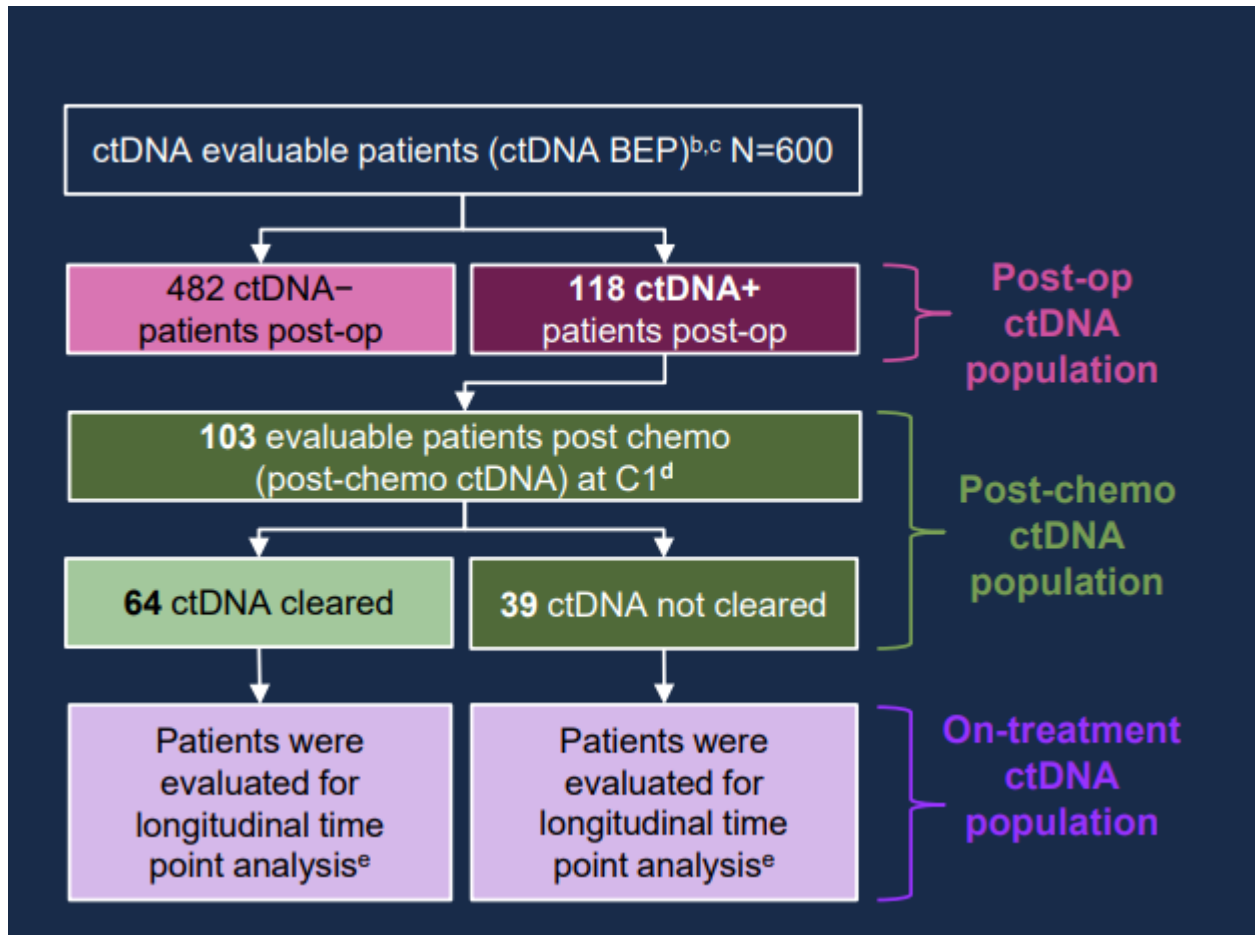 ctDNA evaluable patients (ctDNA BEP)ᵇ,ᶜ N=600
482 ctDNA−
patients post-op
118 ctDNA+
patients post-op
Post-op
ctDNA
population
103 evaluable patients post chemo
(post-chemo ctDNA) at C1ᵈ
64 ctDNA cleared
39 ctDNA not cleared
Post-chemo
ctDNA
population
Patients were
evaluated for
longitudinal time
point analysisᵉ
Patients were
evaluated for
longitudinal time
point analysisᵉ
On-treatment
ctDNA
population